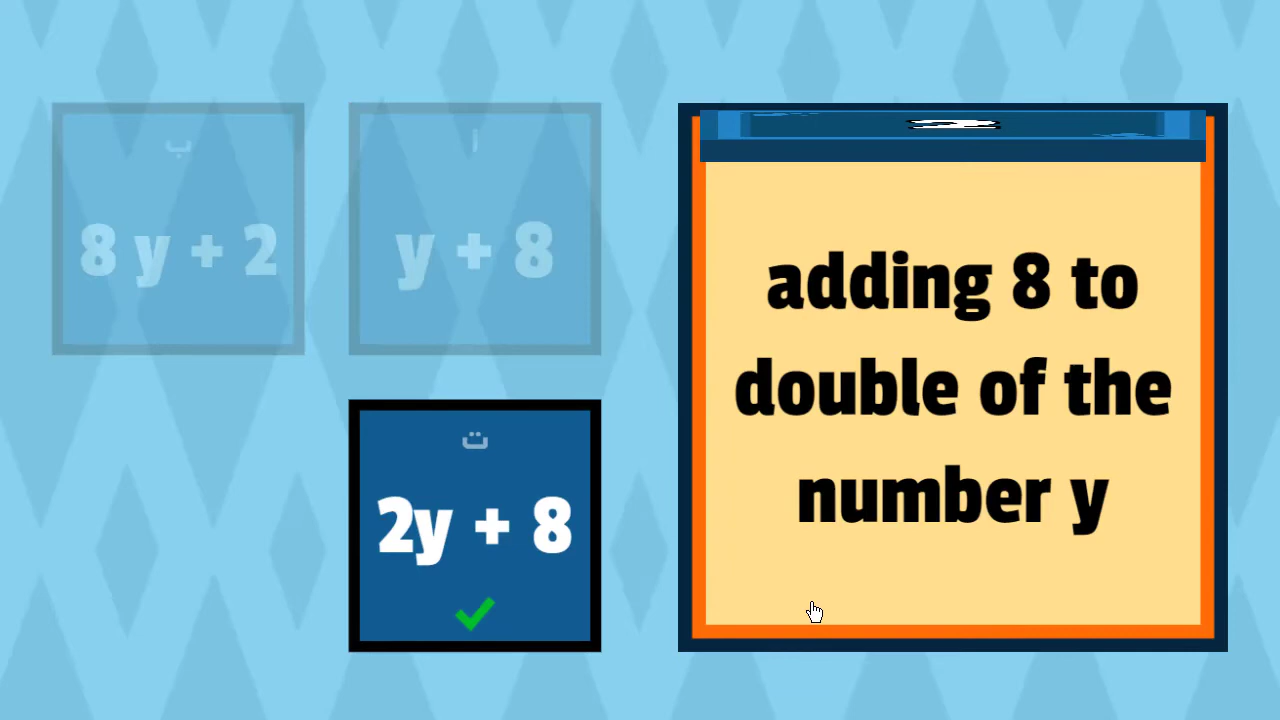 adding 8 to
double of the
number y
ا
y + 8
ب
8 y + 2
ت
2y + 8